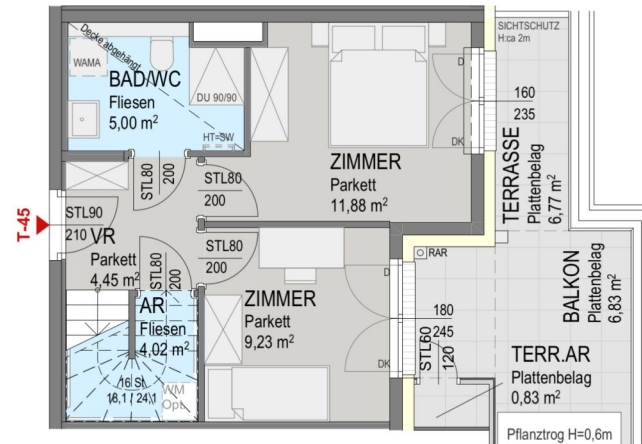 SICHTSCHUTZ
H:ca 2m
Decke abgehängt
WAMA
BAD/WC
Fliesen
5,00 m²
DU 90/90
HT=SW
D
DK
160
235
TERRASSE
Plattenbelag
6,77 m²
ZIMMER
Parkett
11,88 m²
STL80
200
STL80
200
T-45
STL90
210
VR
Parkett
4,45 m²
STL80
200
STL80
200
RAR
BALKON
Plattenbelag
6,83 m²
D
DK
180
245
ZIMMER
Parkett
9,23 m²
AR
Fliesen
4,02 m²
STL60
120
TERR.AR
Plattenbelag
0,83 m²
16 St
18,1 / 24,1
WM
Opt.
Pflanztrog H=0,6m